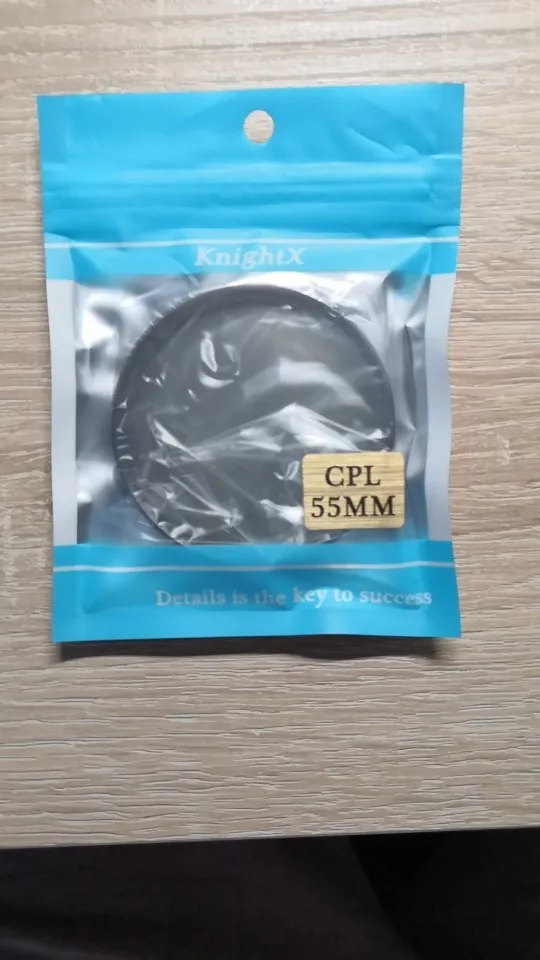 KnightX
CPL
55MM
Details is the key to success